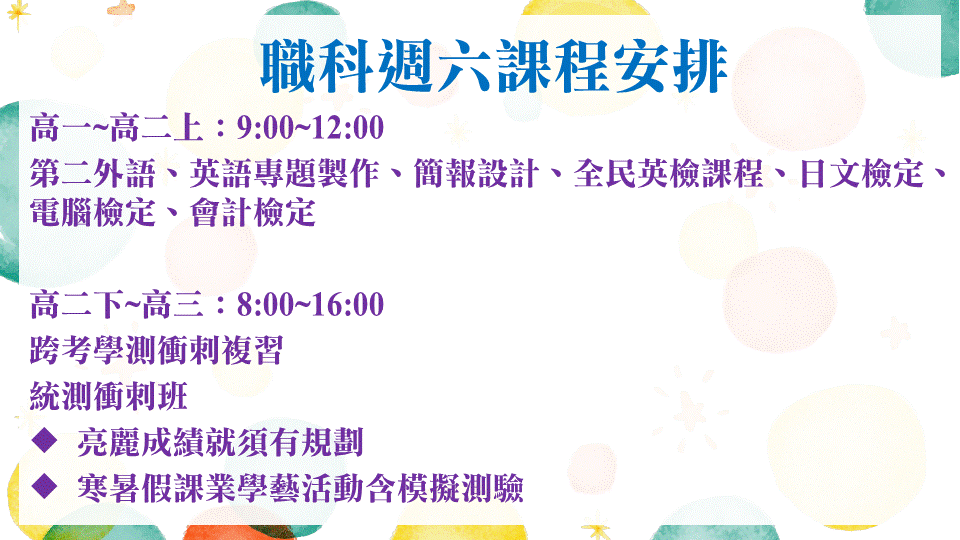 職科週六課程安排
高一~高二上：9:00~12:00
第二外語、英語專題製作、簡報設計、全民英檢課程、日文檢定、
電腦檢定、會計檢定
高二下~高三：8:00~16:00
跨考學測衝刺複習
統測衝刺班
◆ 亮麗成績就須有規劃
◆ 寒暑假課業學藝活動含模擬測驗